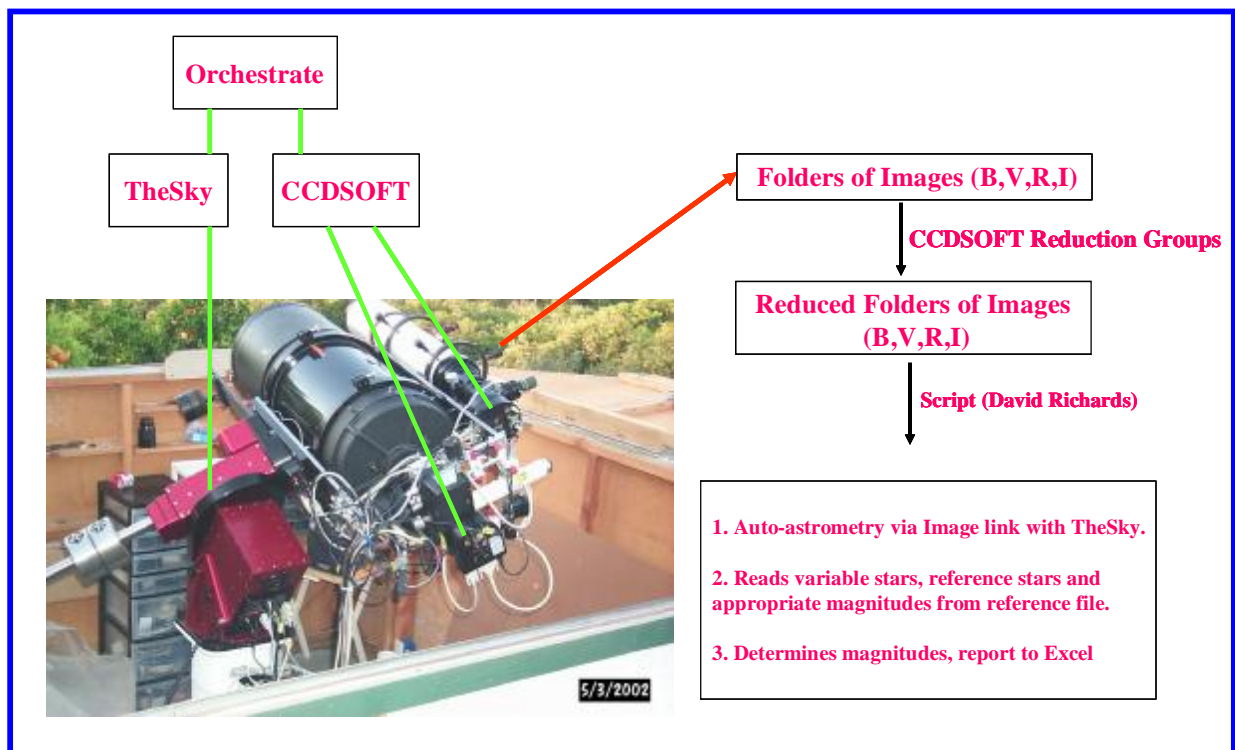 Orchestrate
TheSky
CCDSOFT
Folders of Images (B,V,R,I)
CCDSOFT Reduction Groups
Reduced Folders of Images
(B,V,R,I)
Script (David Richards)
1. Auto-astrometry via Image link with TheSky.
2. Reads variable stars, reference stars and
appropriate magnitudes from reference file.
3. Determines magnitudes, report to Excel
5/3/2002